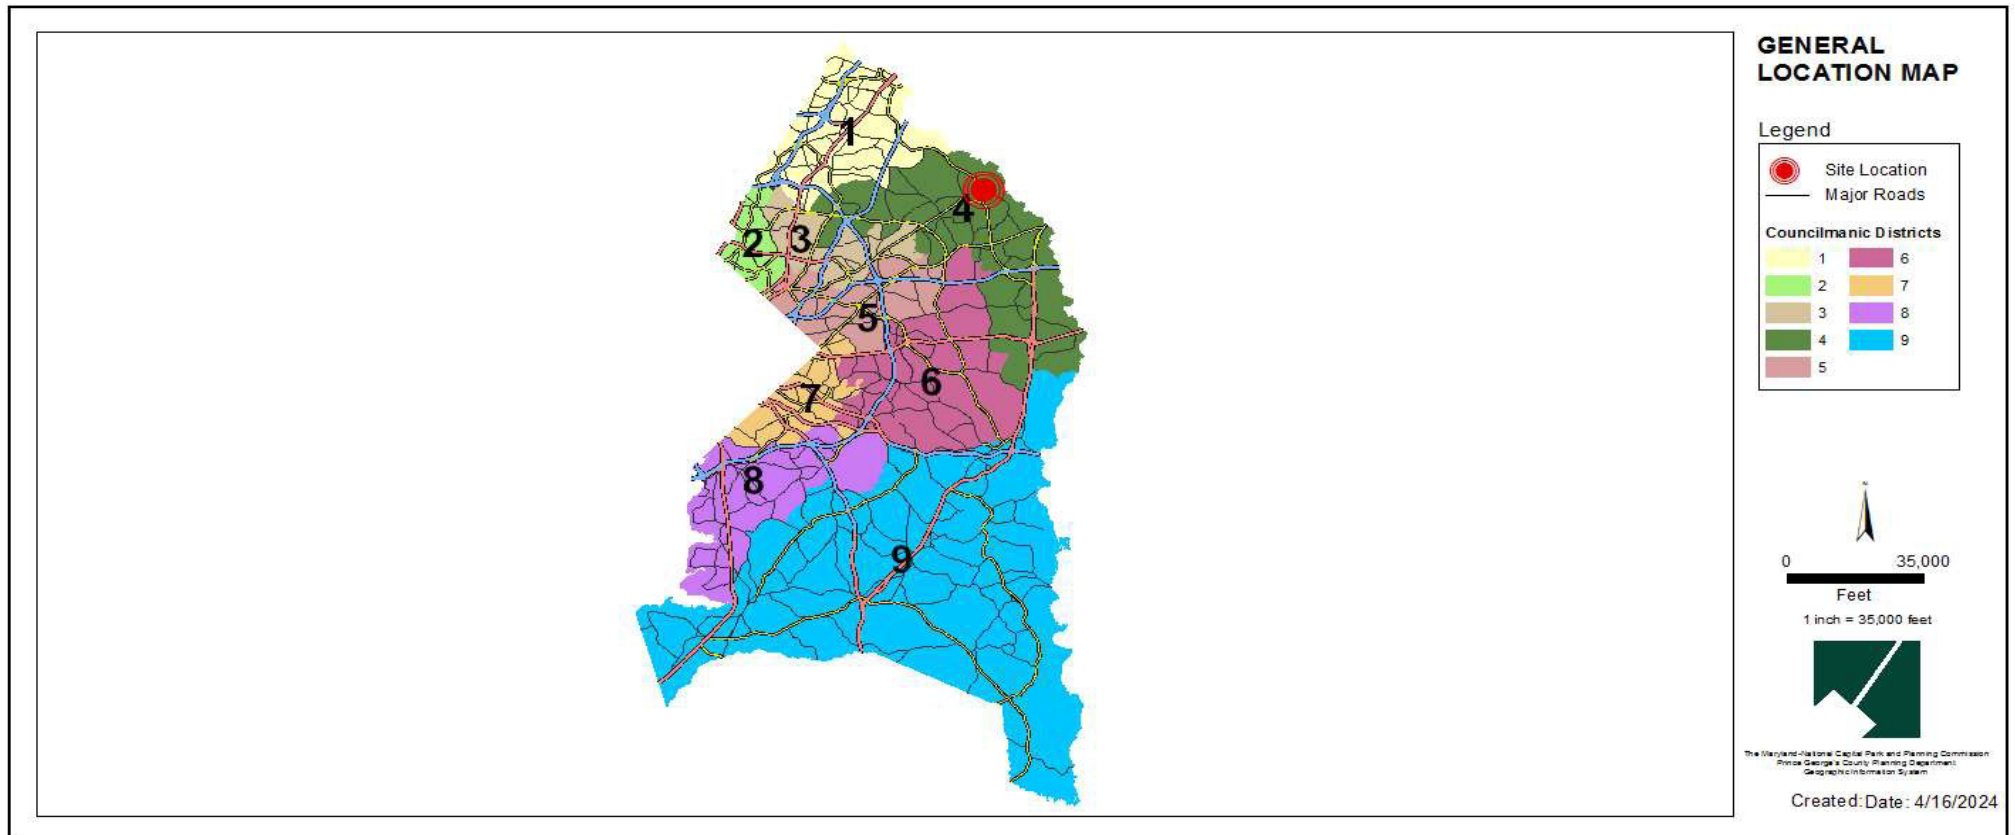 1
4
2
3
5
6
7
8
9
GENERAL
LOCATION MAP
Legend
Site Location
Major Roads
Councilmanic Districts
1 6
2 7
3 8
4 9
5
N
0 35,000
Feet
1 inch = 35,000 feet
The Maryland-National Capital Park and Planning Commission
Prince George's County Planning Department
Geographic Information System
Created: Date: 4/16/2024